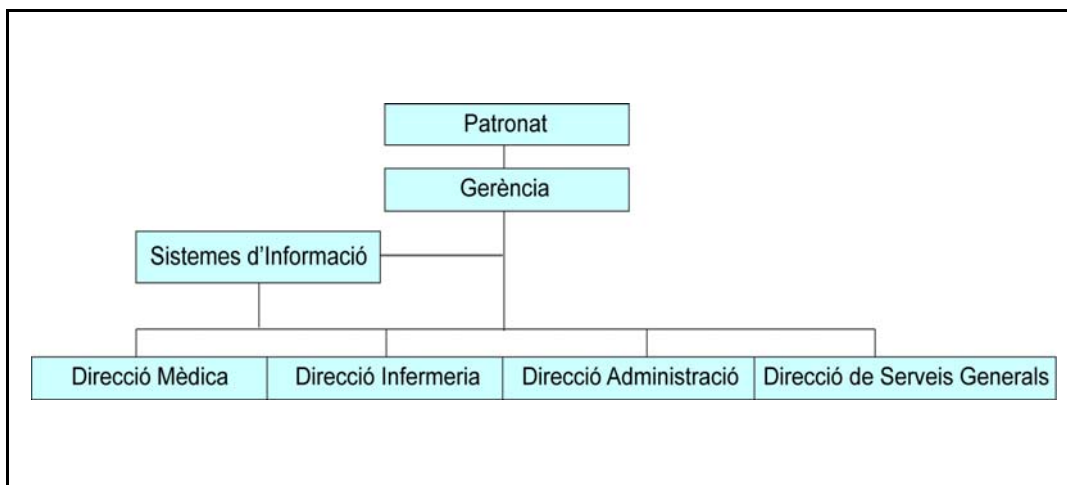 Patronat
Gerència
Sistemes d'Informació
Direcció Mèdica
Direcció Infermeria
Direcció Administració
Direcció de Serveis Generals